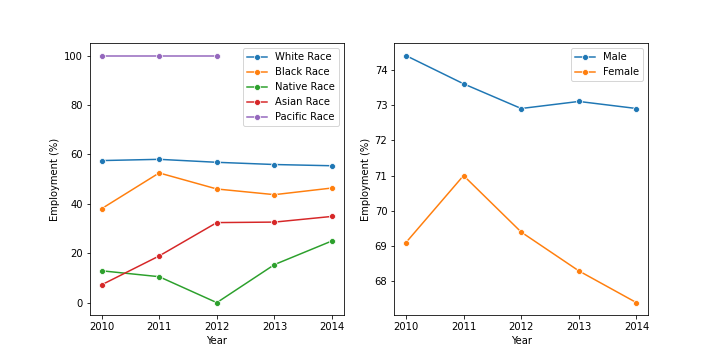 100
80
60
40
20
0
Employment (%)
2010 2011 2012 2013 2014
Year
White Race
Black Race
Native Race
Asian Race
Pacific Race
74
73
72
71
70
69
68
Employment (%)
2010 2011 2012 2013 2014
Year
Male
Female